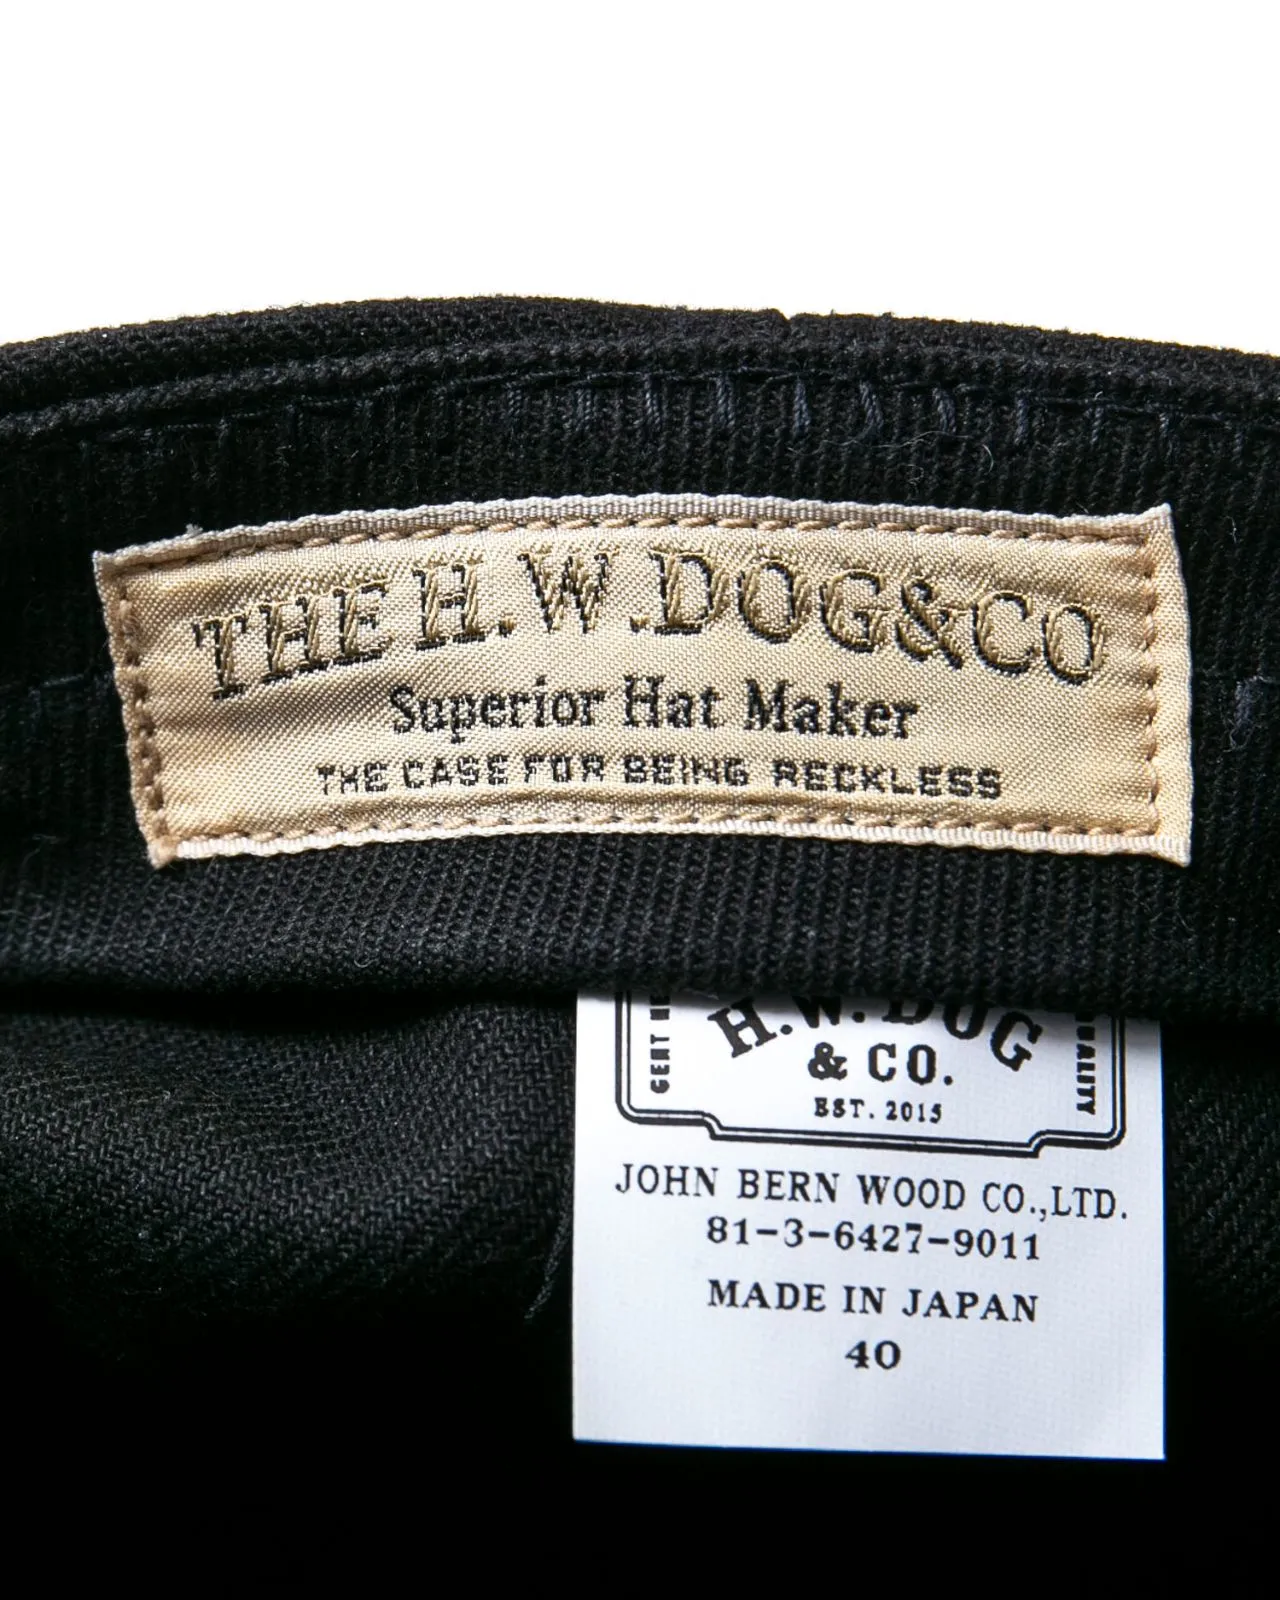 THE H.W.DOG&CO
Superior Hat Maker
THE CASE FOR BEING RECKLESS
H.W. DOG
& CO.
EST. 2015
JOHN BERN WOOD CO.,LTD.
81-3-6427-9011
MADE IN JAPAN
40